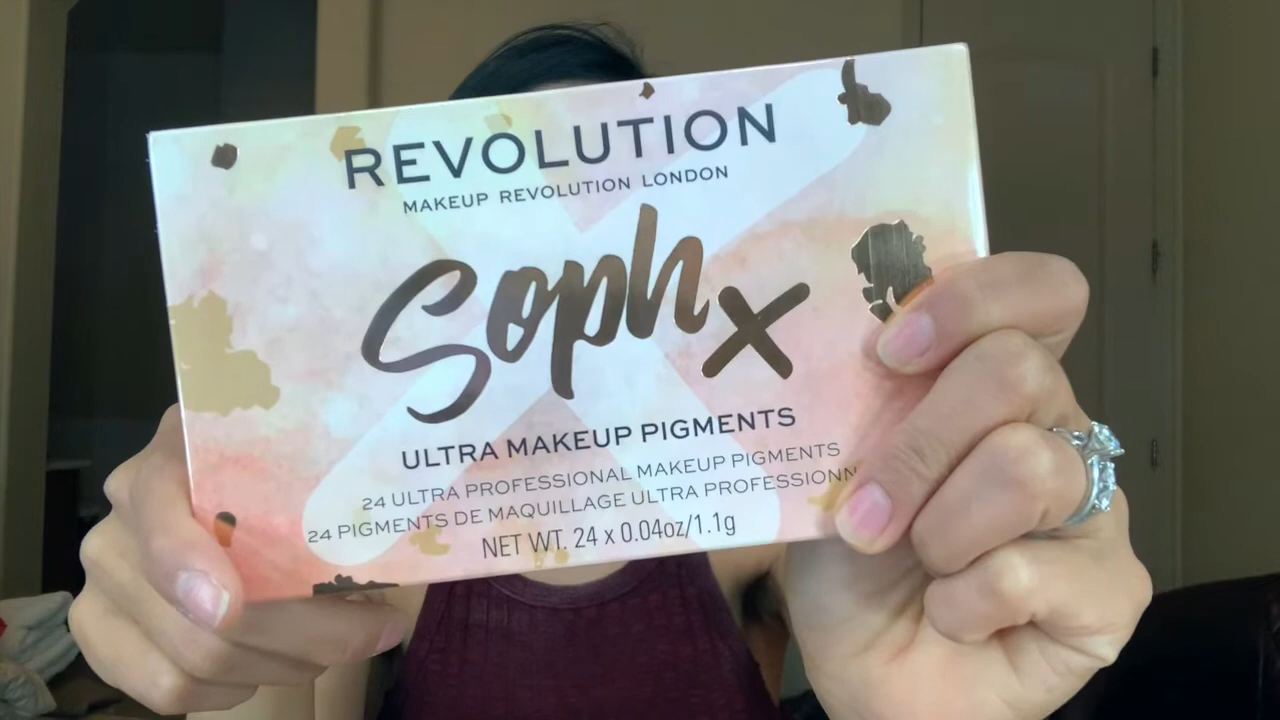 REVOLUTION
MAKEUP REVOLUTION LONDON
Soph
X
ULTRA MAKEUP PIGMENTS
24 ULTRA PROFESSIONAL MAKEUP PIGMENTS
24 PIGMENTS DE MAQUILLAGE ULTRA PROFESSIONN
NET WT. 24 x 0.04oz/1.1g